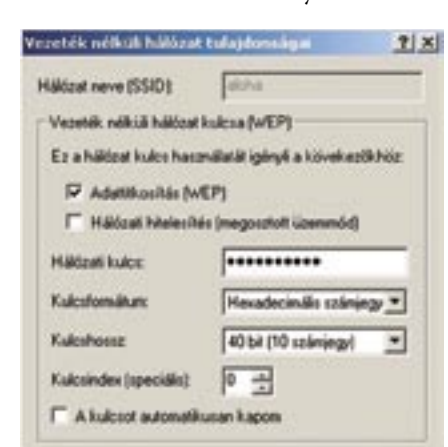 Vezeték nélküli hálózat tulajdonságai
Hálózat neve (SSID):
Vezeték nélküli hálózat kulcsa (WEP)
Ez a hálózat kulcs használatát igényli a következőkhöz:
Adattitkosítás (WEP)
Hálózati hitelesítés (megosztott üzemmód)
Hálózati kulcs: ••••••••••
Kulcsformátum: Hexadecimális számjegy
Kulcshossz: 40 bit (10 számjegy)
Kulcsindex (speciális): 0
A kulcsot automatikusan kapom